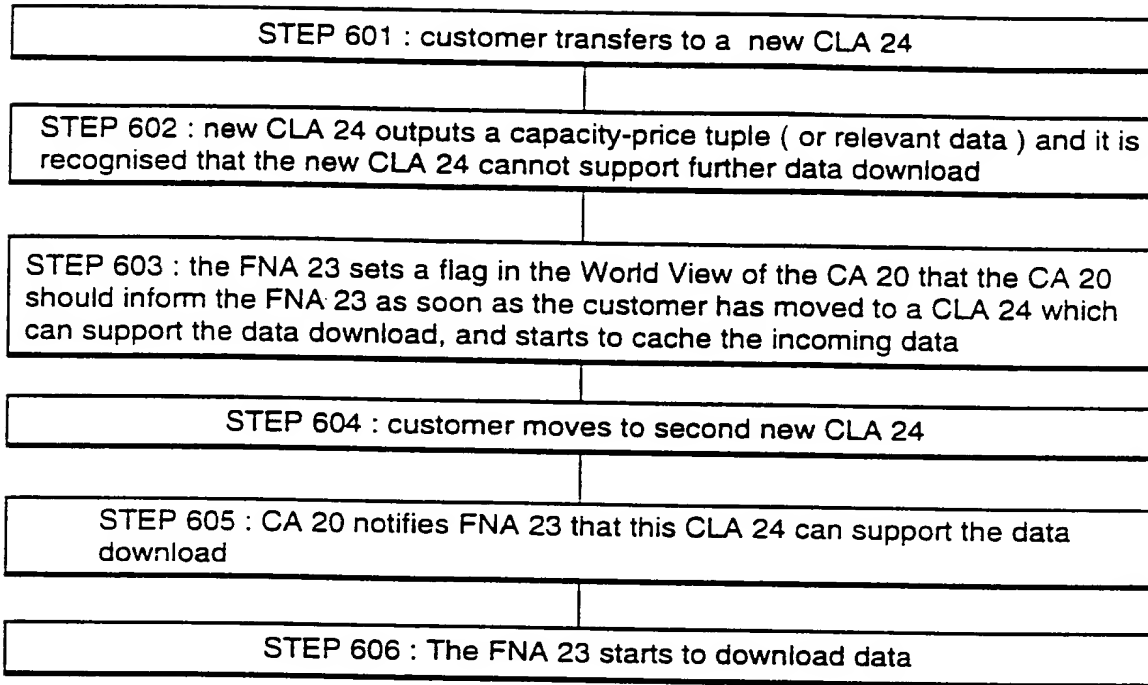 STEP 601 : customer transfers to a new CLA 24
STEP 602 : new CLA 24 outputs a capacity-price tuple ( or relevant data ) and it is
recognised that the new CLA 24 cannot support further data download
STEP 603 : the FNA 23 sets a flag in the World View of the CA 20 that the CA 20
should inform the FNA 23 as soon as the customer has moved to a CLA 24 which
can support the data download, and starts to cache the incoming data
STEP 604 : customer moves to second new CLA 24
STEP 605 : CA 20 notifies FNA 23 that this CLA 24 can support the data
download
STEP 606 : The FNA 23 starts to download data